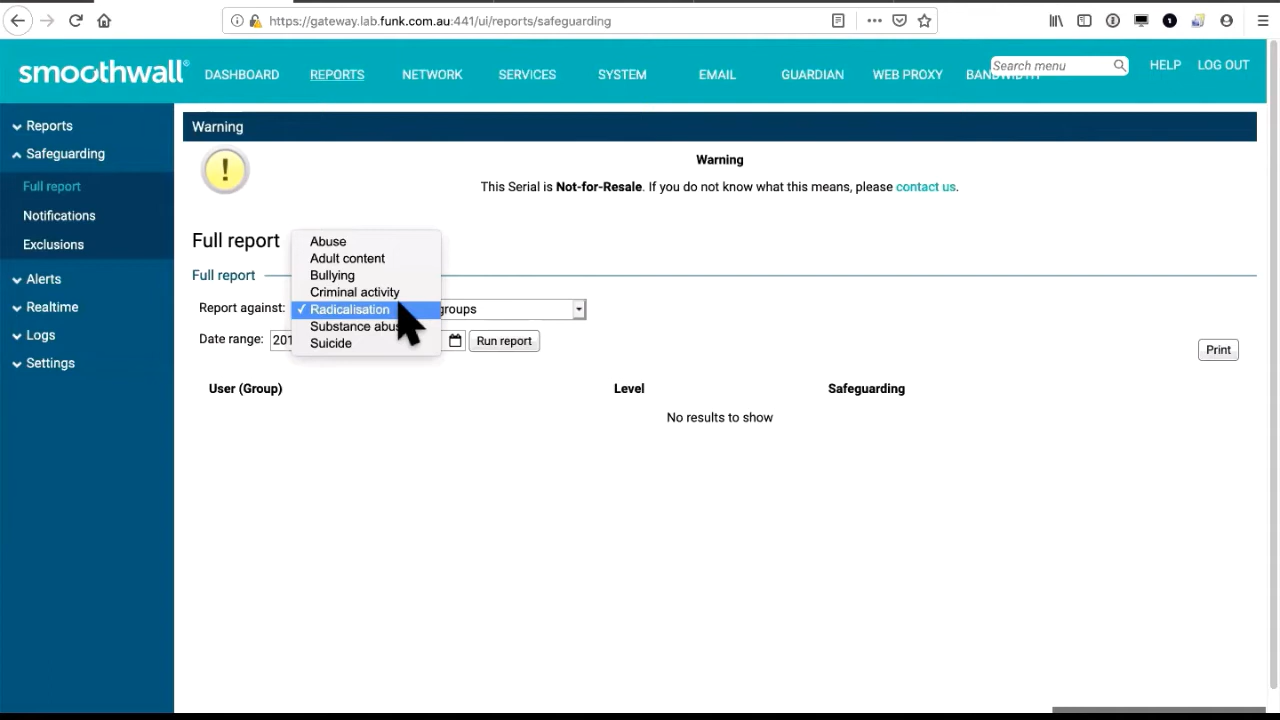 https://gateway.lab.funk.com.au:441/ui/reports/safeguarding
smoothwall®
DASHBOARD REPORTS NETWORK SERVICES SYSTEM EMAIL GUARDIAN WEB PROXY BANDWIDTH
Search menu
HELP LOG OUT
Reports
Safeguarding
Full report
Notifications
Exclusions
Alerts
Realtime
Logs
Settings
Warning
Warning
This Serial is Not-for-Resale. If you do not know what this means, please contact us.
Full report
Full report
Report against:
Abuse
Adult content
Bullying
Criminal activity
✓ Radicalisation
Substance abus
Suicide
groups
Date range: 201
Run report
Print
User (Group) Level Safeguarding
No results to show